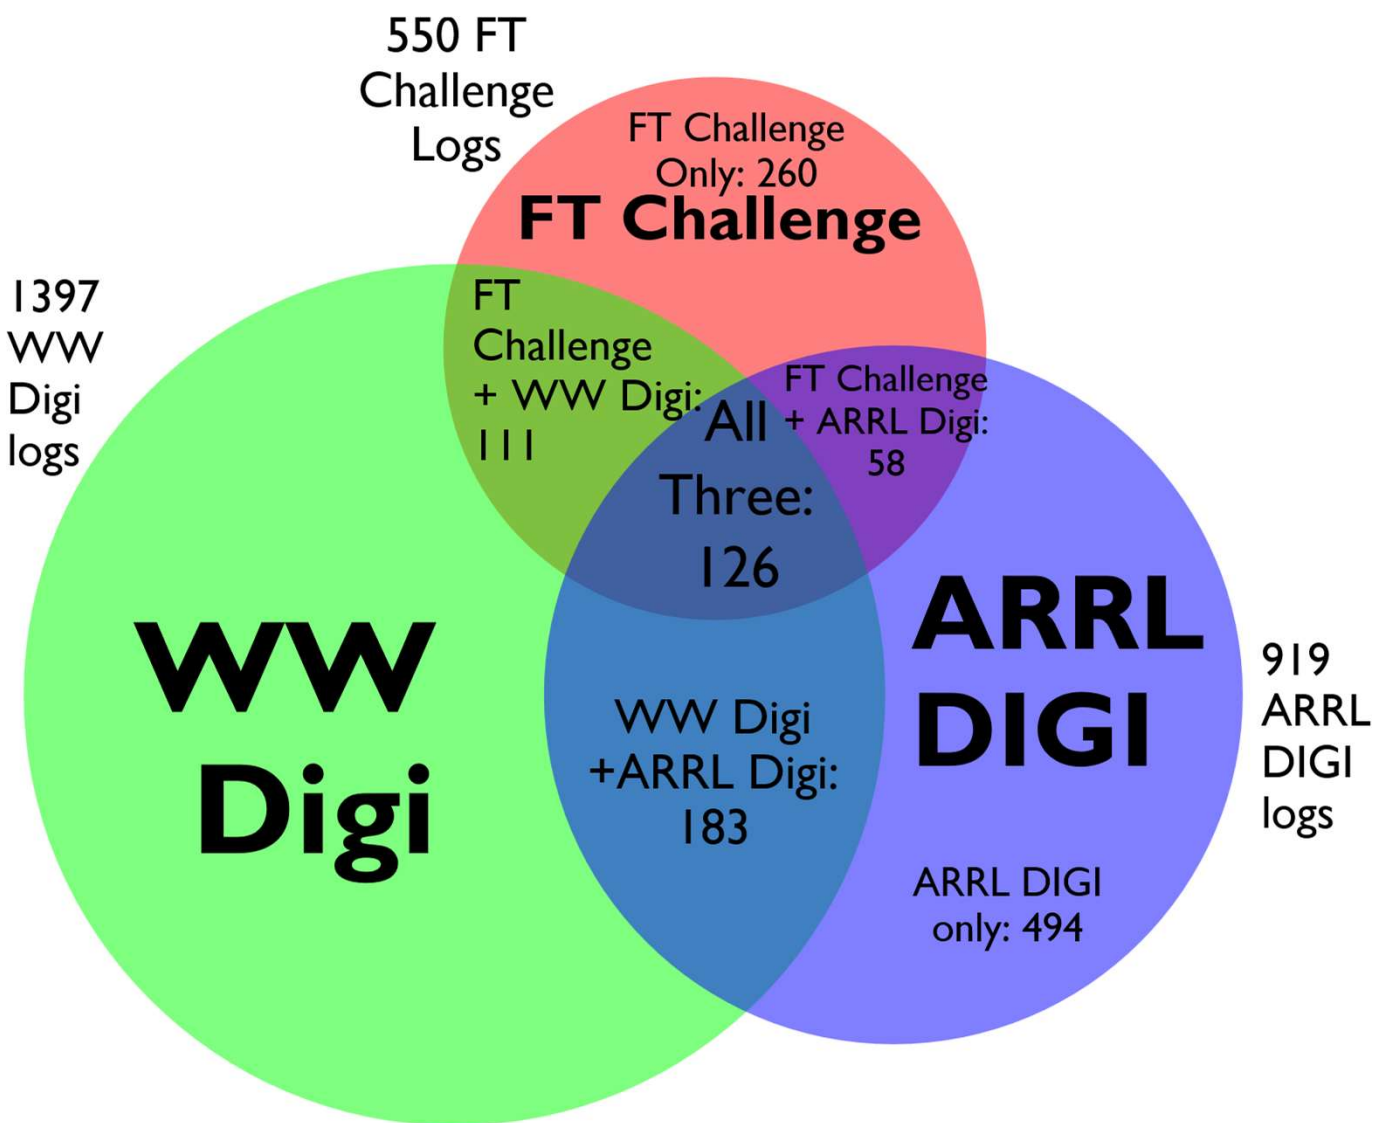 550 FT
Challenge
Logs
FT Challenge
Only: 260
FT Challenge
1397
WW
Digi
logs
FT
Challenge
+ WW Digi:
111
FT Challenge
+ ARRL Digi:
58
All
Three:
126
WW
Digi
ARRL
DIGI
919
ARRL
DIGI
logs
WW Digi
+ARRL Digi:
183
ARRL DIGI
only: 494